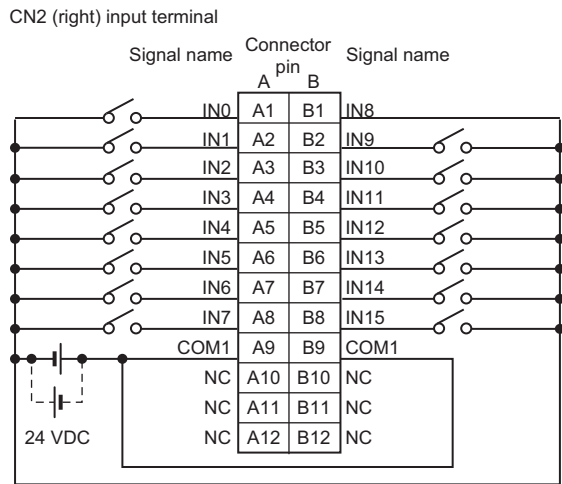 CN2 (right) input terminal
Signal name Connector pin Signal name
A B
IN0 A1 B1 IN8
IN1 A2 B2 IN9
IN2 A3 B3 IN10
IN3 A4 B4 IN11
IN4 A5 B5 IN12
IN5 A6 B6 IN13
IN6 A7 B7 IN14
IN7 A8 B8 IN15
COM1 A9 B9 COM1
NC A10 B10 NC
NC A11 B11 NC
NC A12 B12 NC
24 VDC